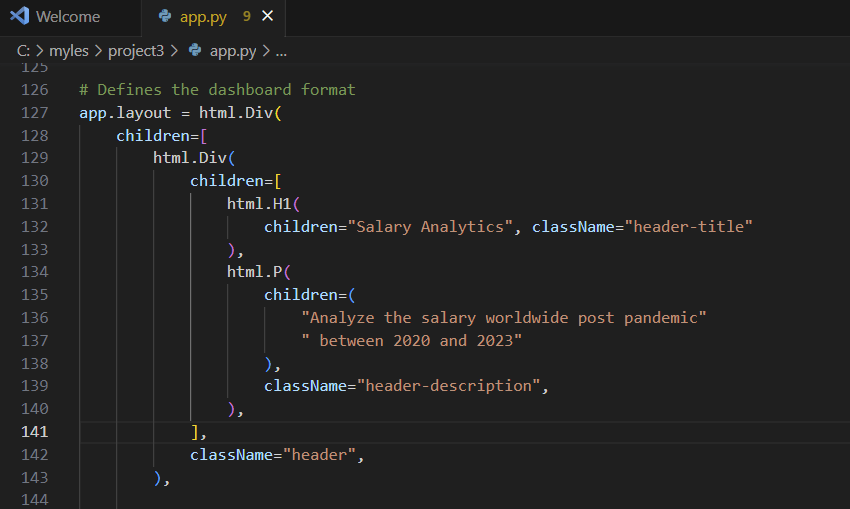 Welcome
app.py 9
C: > myles > project3 > app.py > ...
125
126 # Defines the dashboard format
127 app.layout = html.Div(
128     children=[
129         html.Div(
130             children=[
131                 html.H1(
132                     children="Salary Analytics", className="header-title"
133                 ),
134                 html.P(
135                     children=(
136                         "Analyze the salary worldwide post pandemic"
137                         " between 2020 and 2023"
138                     ),
139                     className="header-description",
140                 ),
141             ],
142             className="header",
143         ),
144